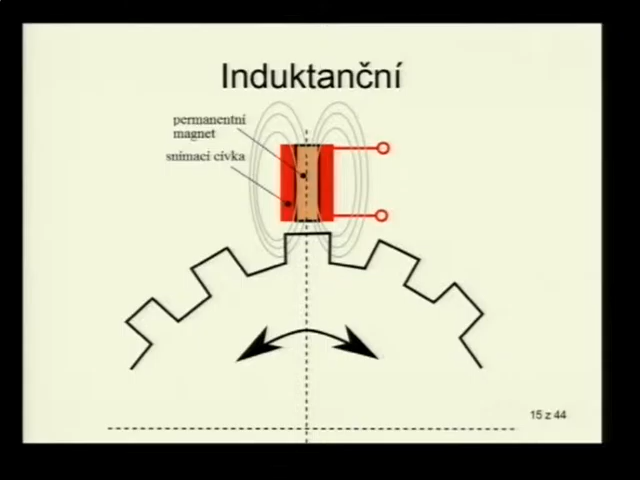 Induktanční
permanentní
magnet
snímací cívka
15 z 44